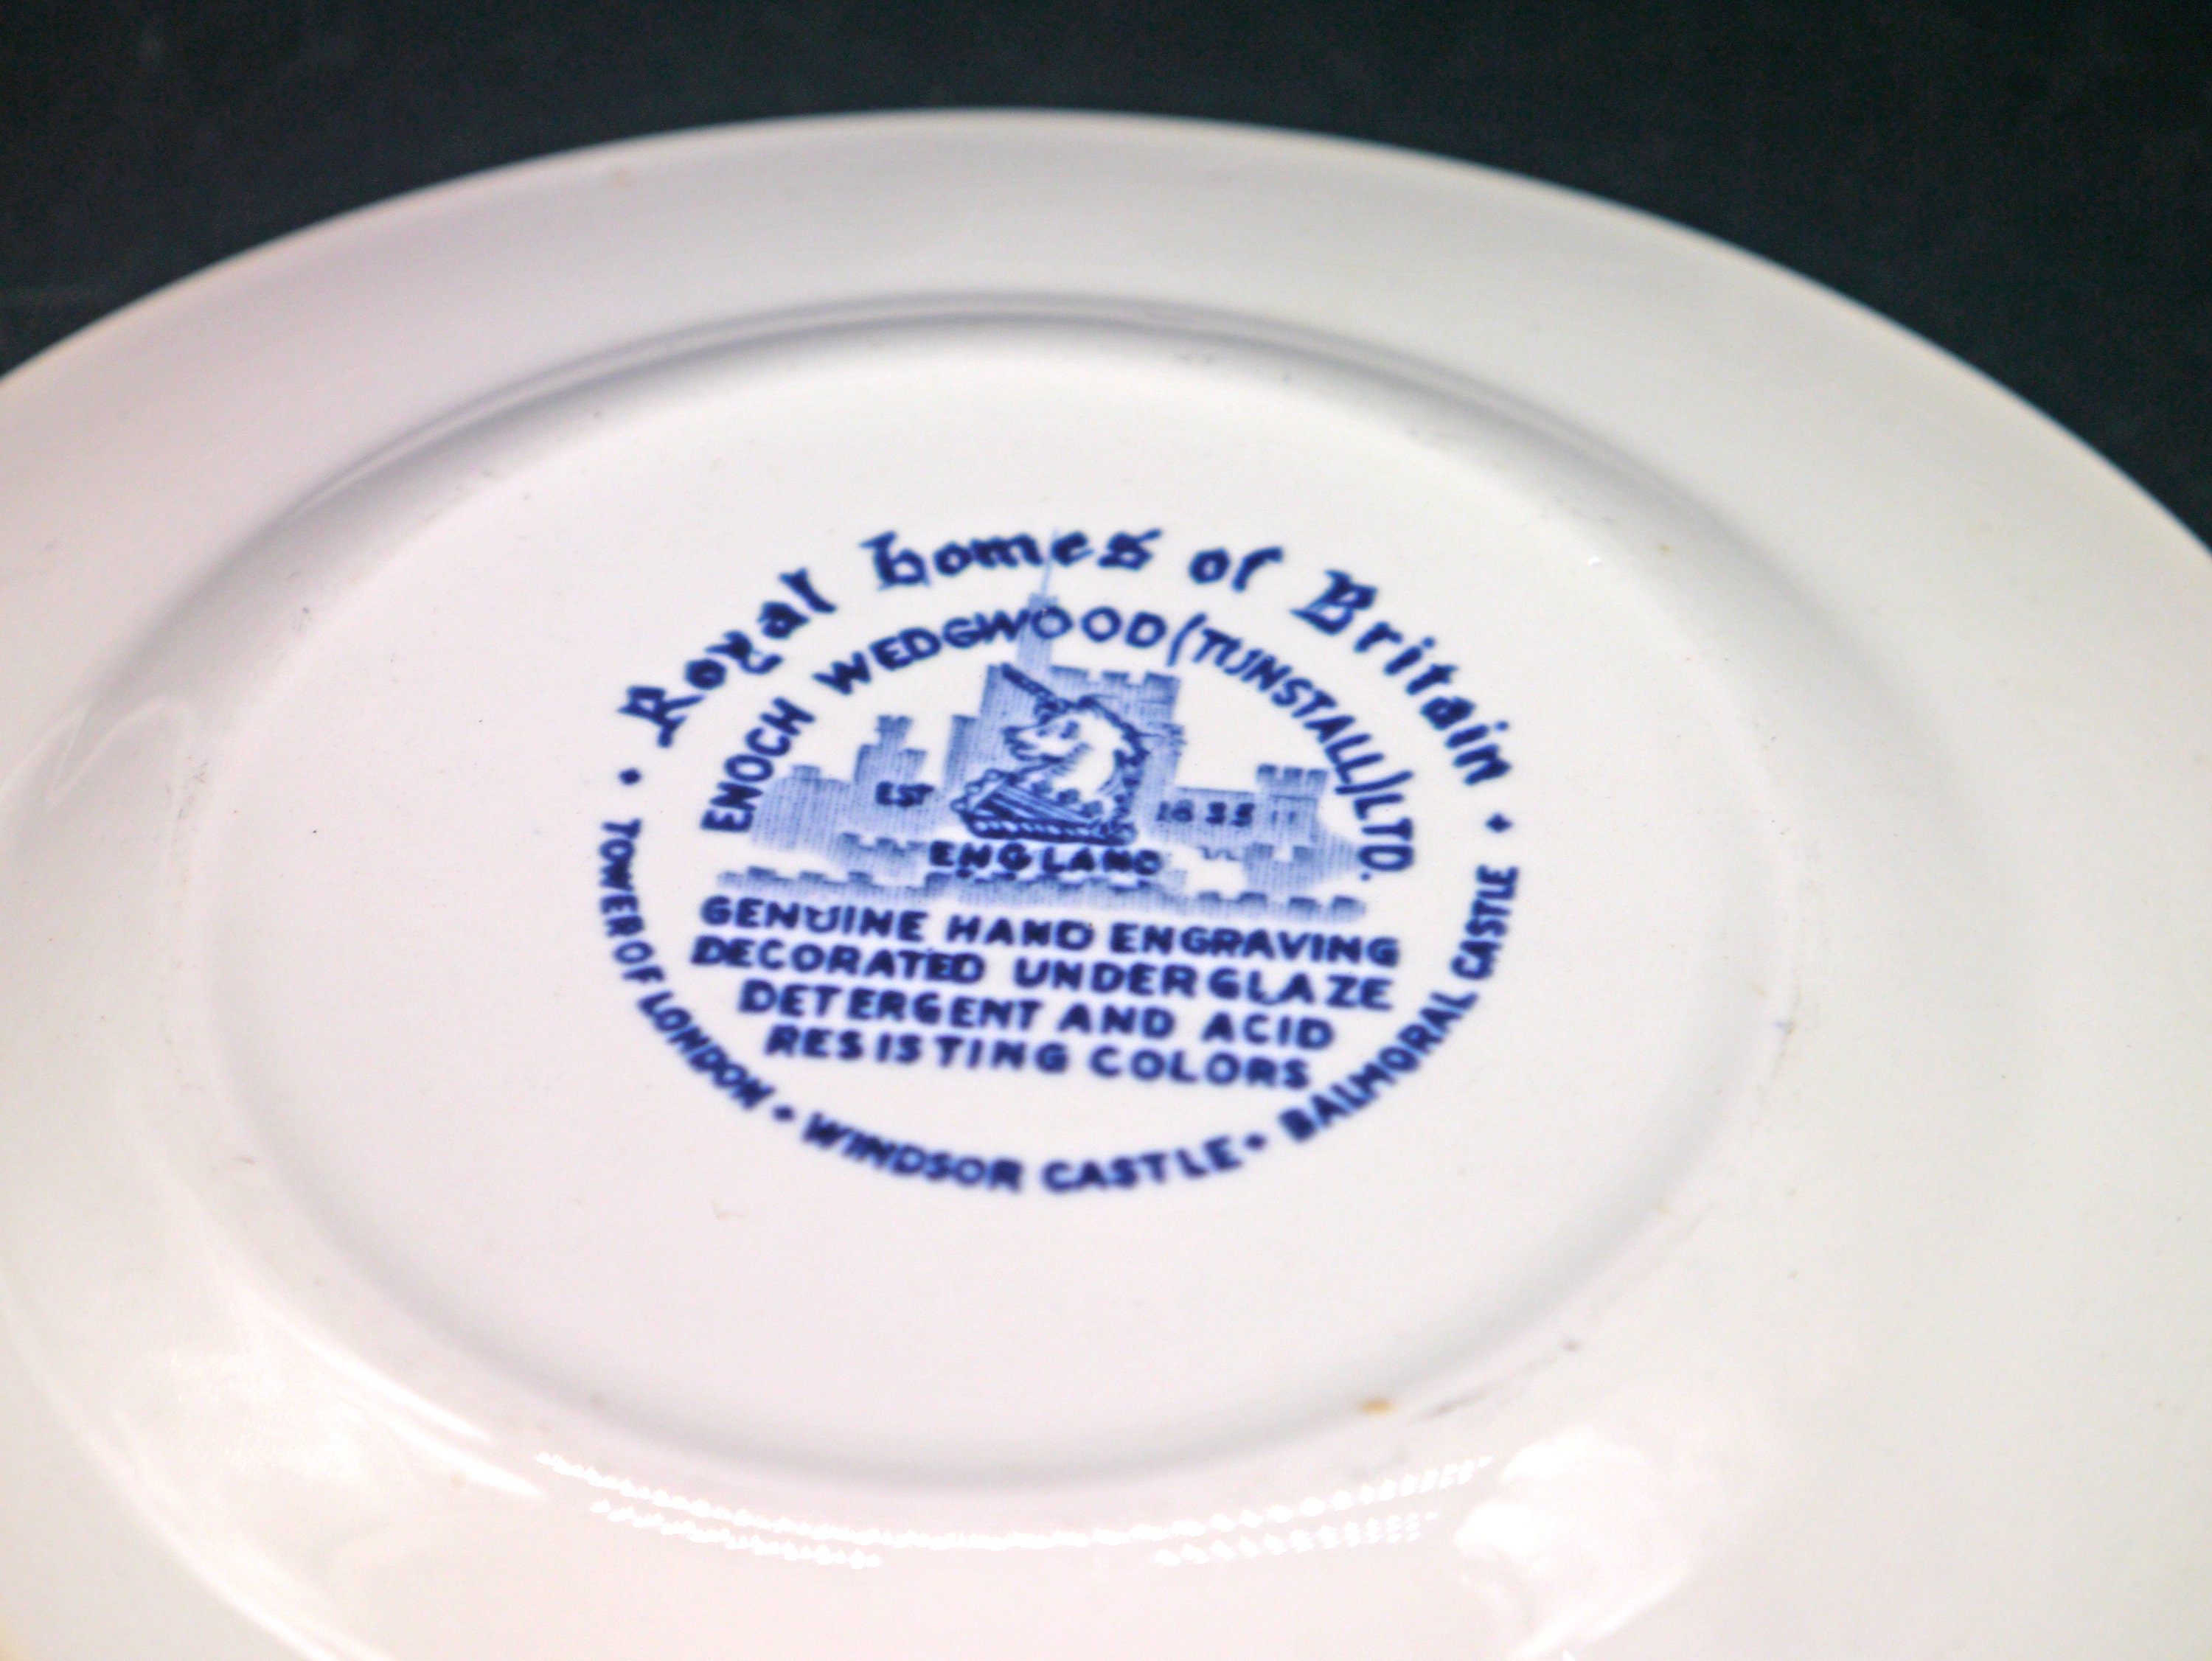 Royal Homes of Britain
ENOCH WEDGWOOD (TUNSTALL) LTD.
EST 1835
ENGLAND
GENUINE HAND ENGRAVING
DECORATED UNDERGLAZE
DETERGENT AND ACID
RESISTING COLORS
TOWER OF LONDON • WINDSOR CASTLE • BALMORAL CASTLE